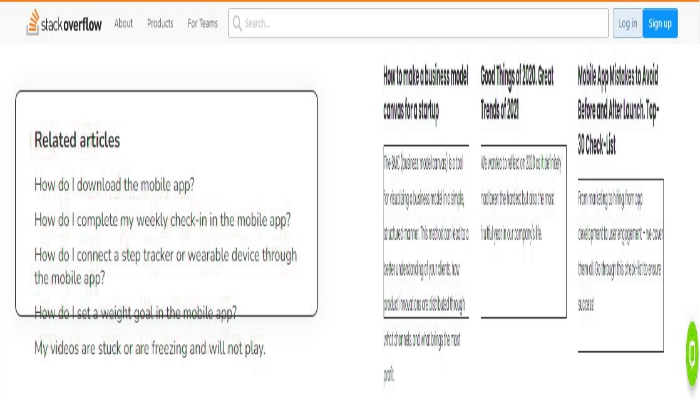 stackoverflow About Products For Teams Search... Log in Sign up
Related articles
How do I download the mobile app?
How do I complete my weekly check-in in the mobile app?
How do I connect a step tracker or wearable device through
the mobile app?
How do I set a weight goal in the mobile app?
My videos are stuck or are freezing and will not play.
How to make a business model
canvas for a startup
The BMC (business model canvas) is a tool
for visualizing a business model in a simple,
structured manner. This method can lead to a
better understanding of your clients, how
product innovations are distributed through
what channels, and what brings the most
profit.
Good Things of 2020. Great
Trends of 2021
We wanted to reflect on 2020 as it definitely
had been the hardest but also the most
fruitful year in our company's life.
Mobile App Mistakes to Avoid
Before and After Launch. Top-
30 Check-List
From marketing to hiring, from app
development to user engagement – we cover
them all. Go through this check-list to ensure
success!